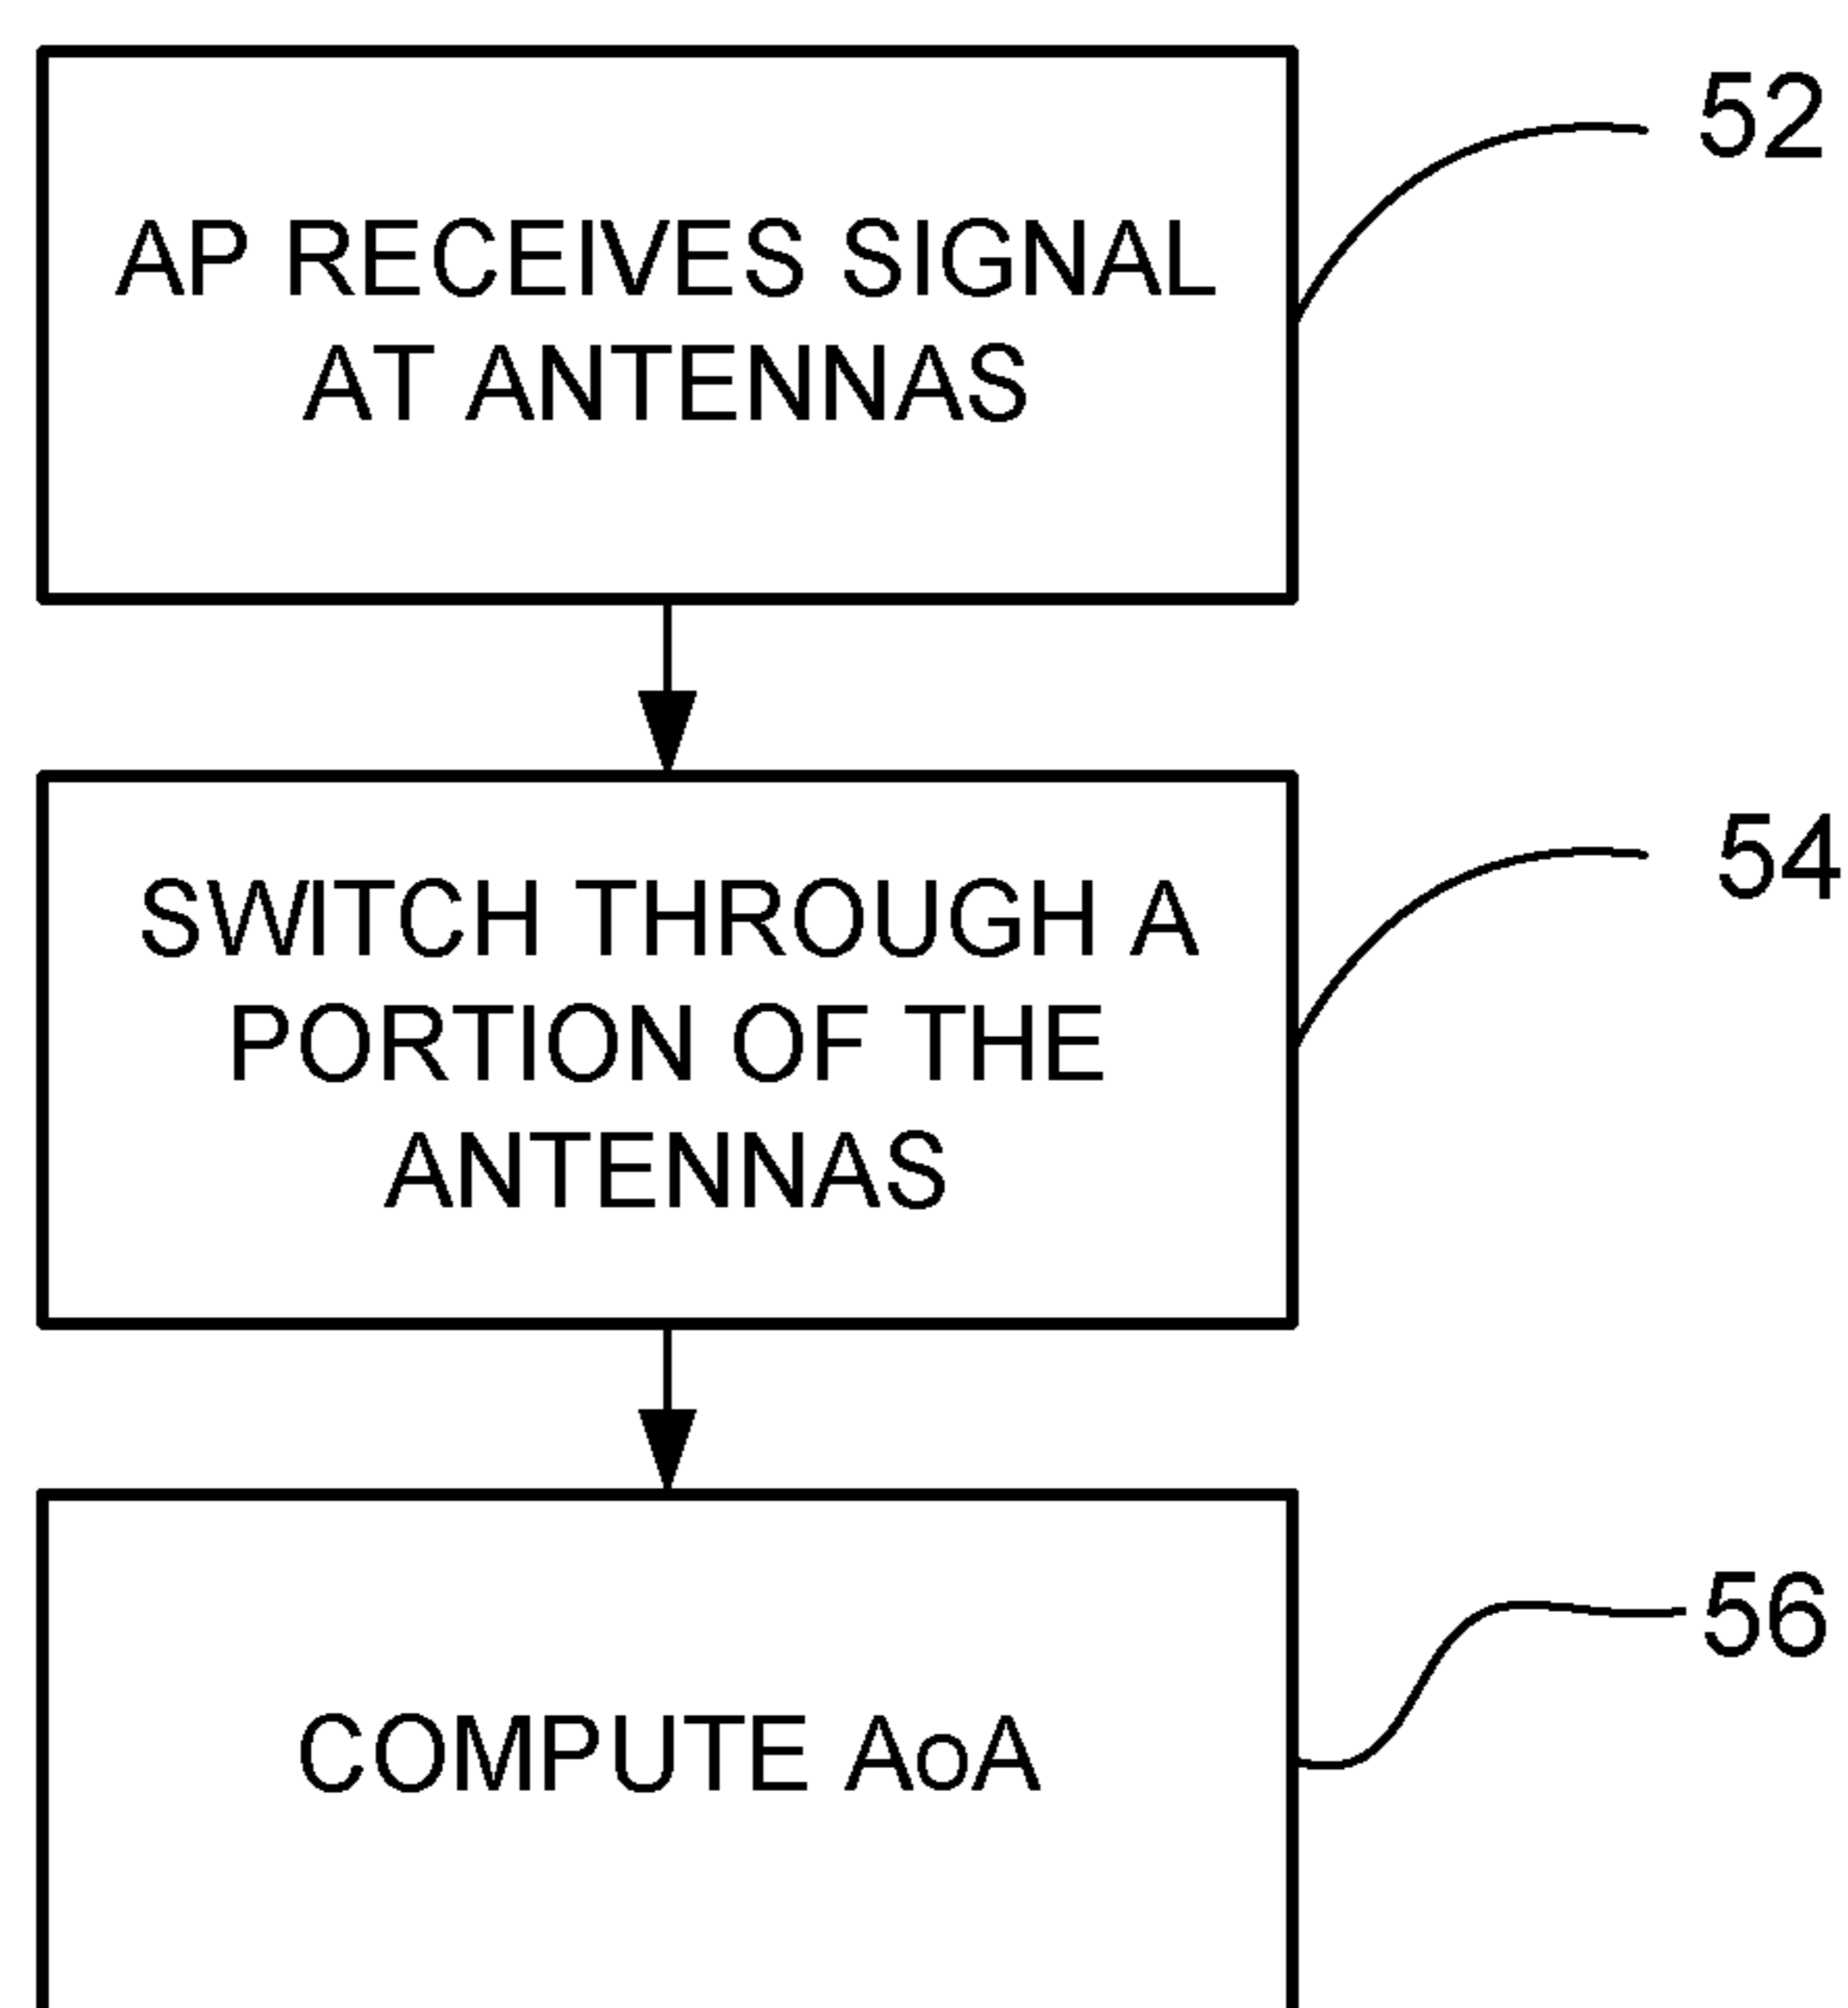 AP RECEIVES SIGNAL
AT ANTENNAS
52
SWITCH THROUGH A
PORTION OF THE
ANTENNAS
54
COMPUTE AoA
56